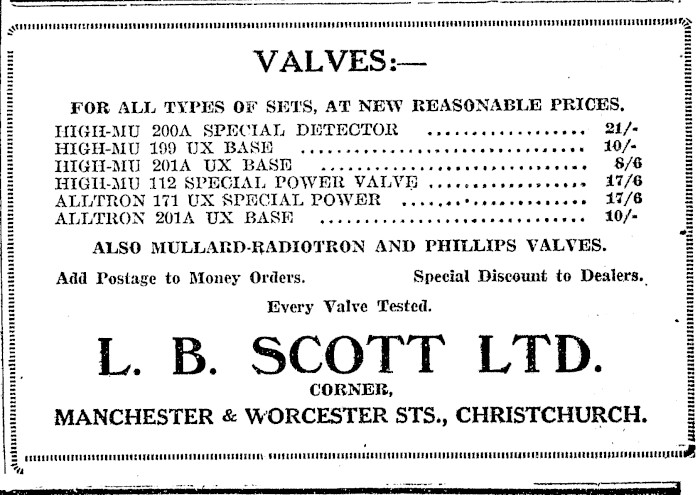 VALVES:—
FOR ALL TYPES OF SETS, AT NEW REASONABLE PRICES.
HIGH-MU 200A SPECIAL DETECTOR .................. 21/-
HIGH-MU 199 UX BASE ............................... 10/-
HIGH-MU 201A UX BASE ............................. 8/6
HIGH-MU 112 SPECIAL POWER VALVE .................. 17/6
ALLTRON 171 UX SPECIAL POWER ..................... 17/6
ALLTRON 201A UX BASE ............................. 10/-
ALSO MULLARD-RADIOTRON AND PHILLIPS VALVES.
Add Postage to Money Orders. Special Discount to Dealers.
Every Valve Tested.
L. B. SCOTT LTD.
CORNER,
MANCHESTER & WORCESTER STS., CHRISTCHURCH.